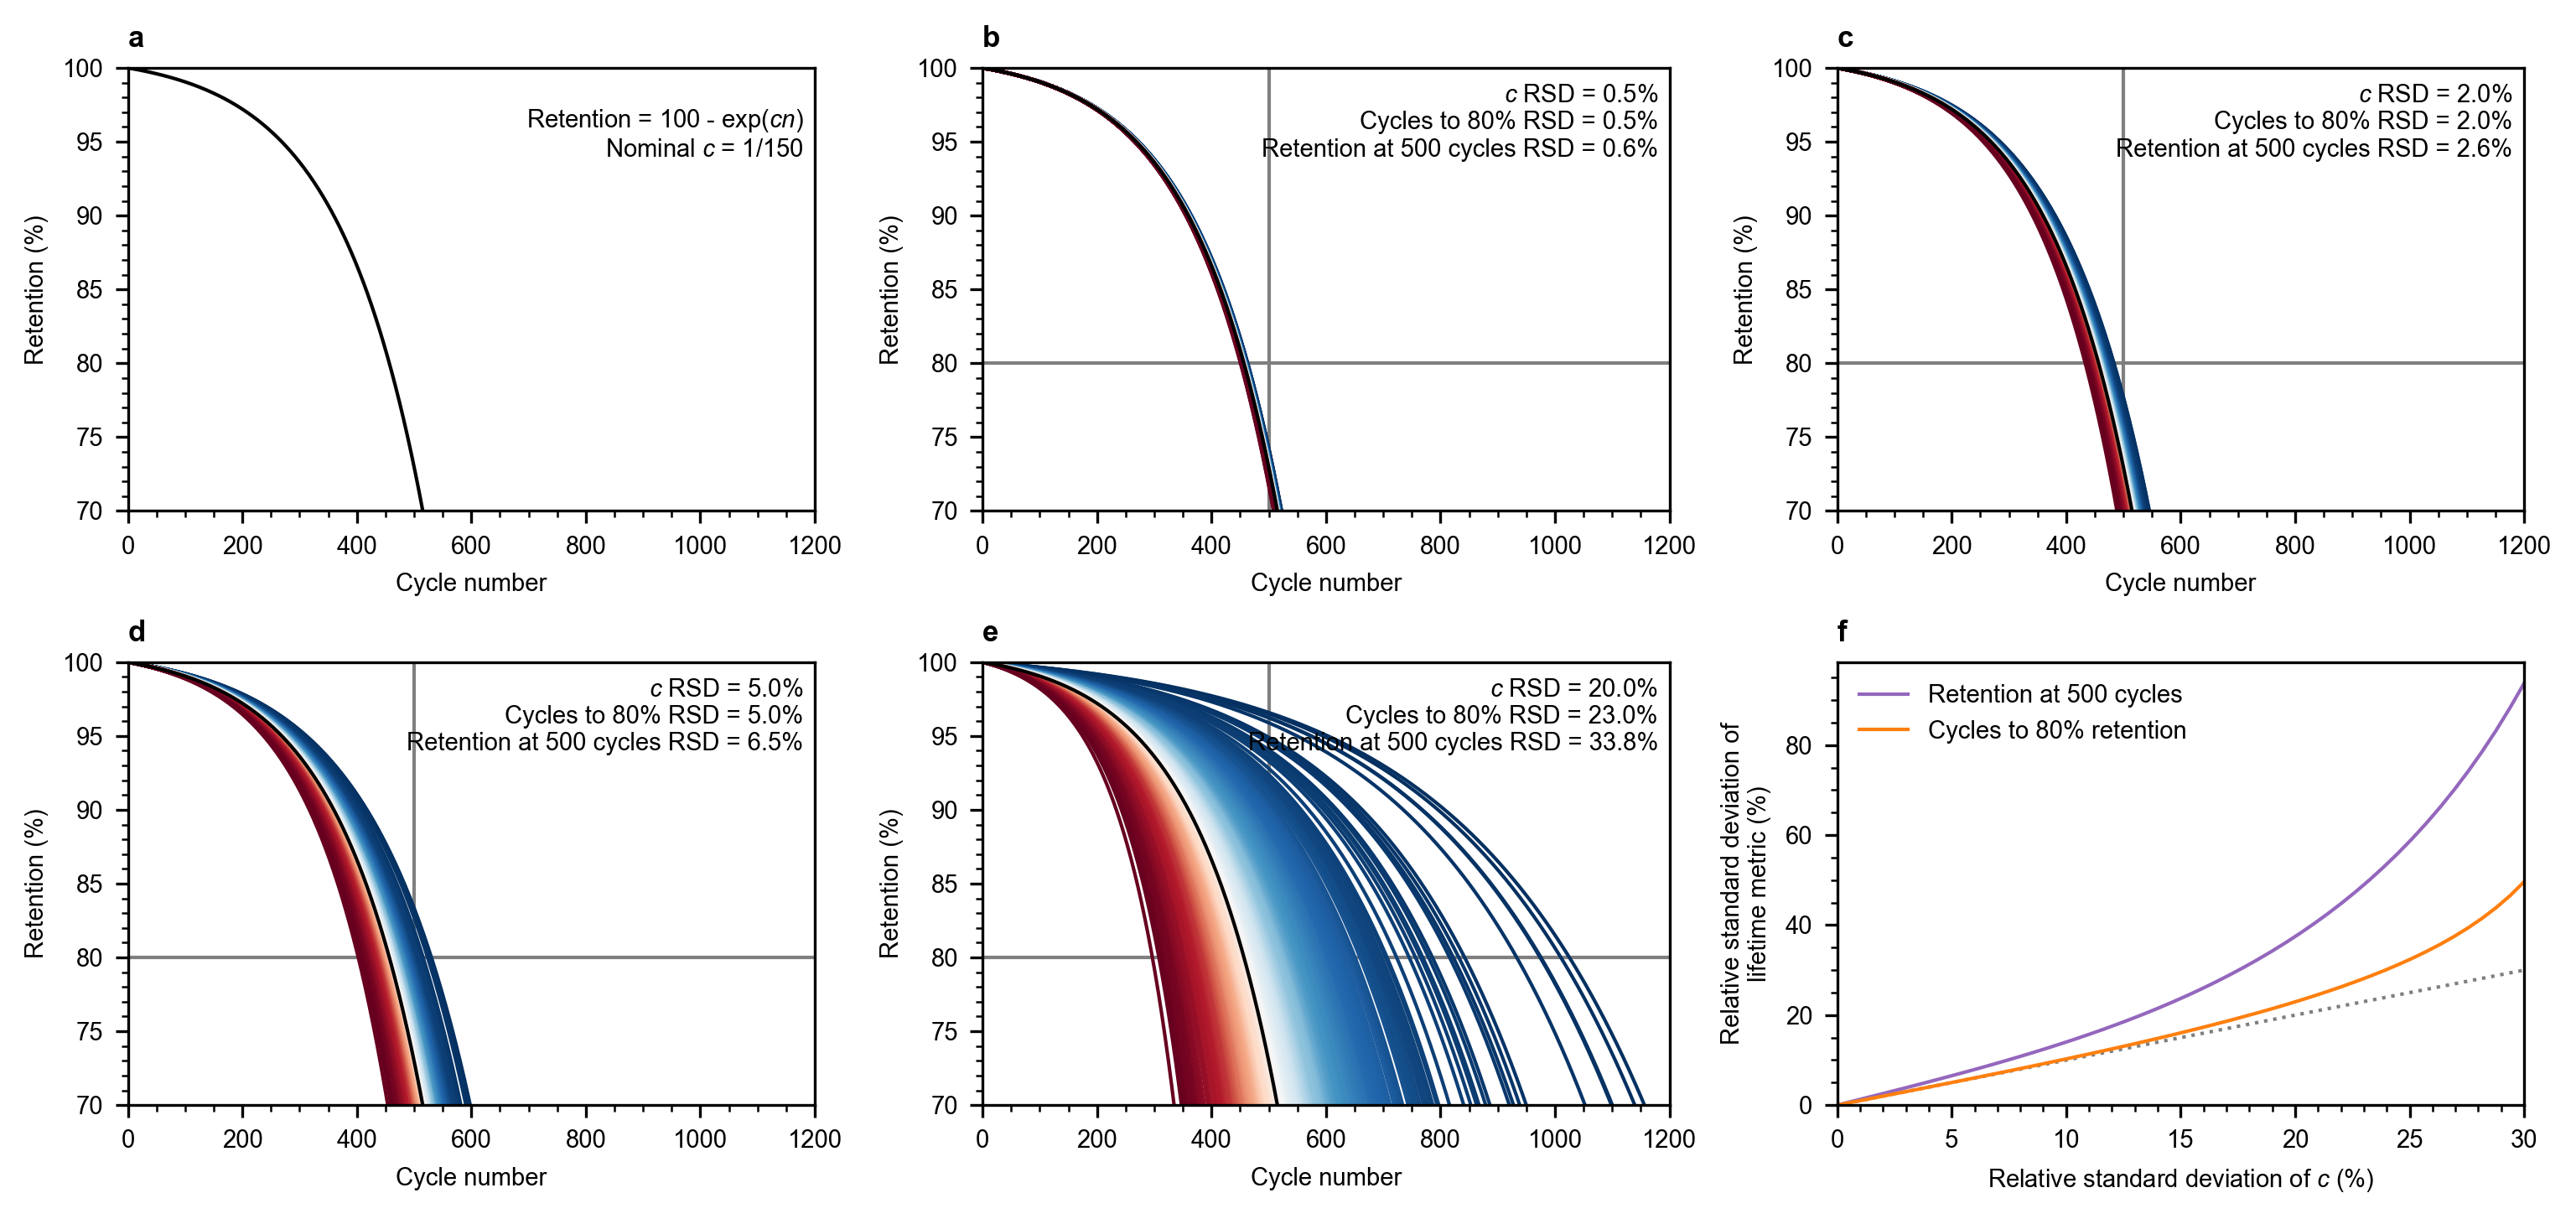 a
100
95
90
85
80
75
70
Retention (%)
Retention = 100 - exp(cn)
Nominal c = 1/150
0 200 400 600 800 1000 1200
Cycle number
b
100
95
90
85
80
75
70
Retention (%)
c RSD = 0.5%
Cycles to 80% RSD = 0.5%
Retention at 500 cycles RSD = 0.6%
0 200 400 600 800 1000 1200
Cycle number
c
100
95
90
85
80
75
70
Retention (%)
c RSD = 2.0%
Cycles to 80% RSD = 2.0%
Retention at 500 cycles RSD = 2.6%
0 200 400 600 800 1000 1200
Cycle number
d
100
95
90
85
80
75
70
Retention (%)
c RSD = 5.0%
Cycles to 80% RSD = 5.0%
Retention at 500 cycles RSD = 6.5%
0 200 400 600 800 1000 1200
Cycle number
e
100
95
90
85
80
75
70
Retention (%)
c RSD = 20.0%
Cycles to 80% RSD = 23.0%
Retention at 500 cycles RSD = 33.8%
0 200 400 600 800 1000 1200
Cycle number
f
80
60
40
20
0
Relative standard deviation of
lifetime metric (%)
Retention at 500 cycles
Cycles to 80% retention
0 5 10 15 20 25 30
Relative standard deviation of c (%)